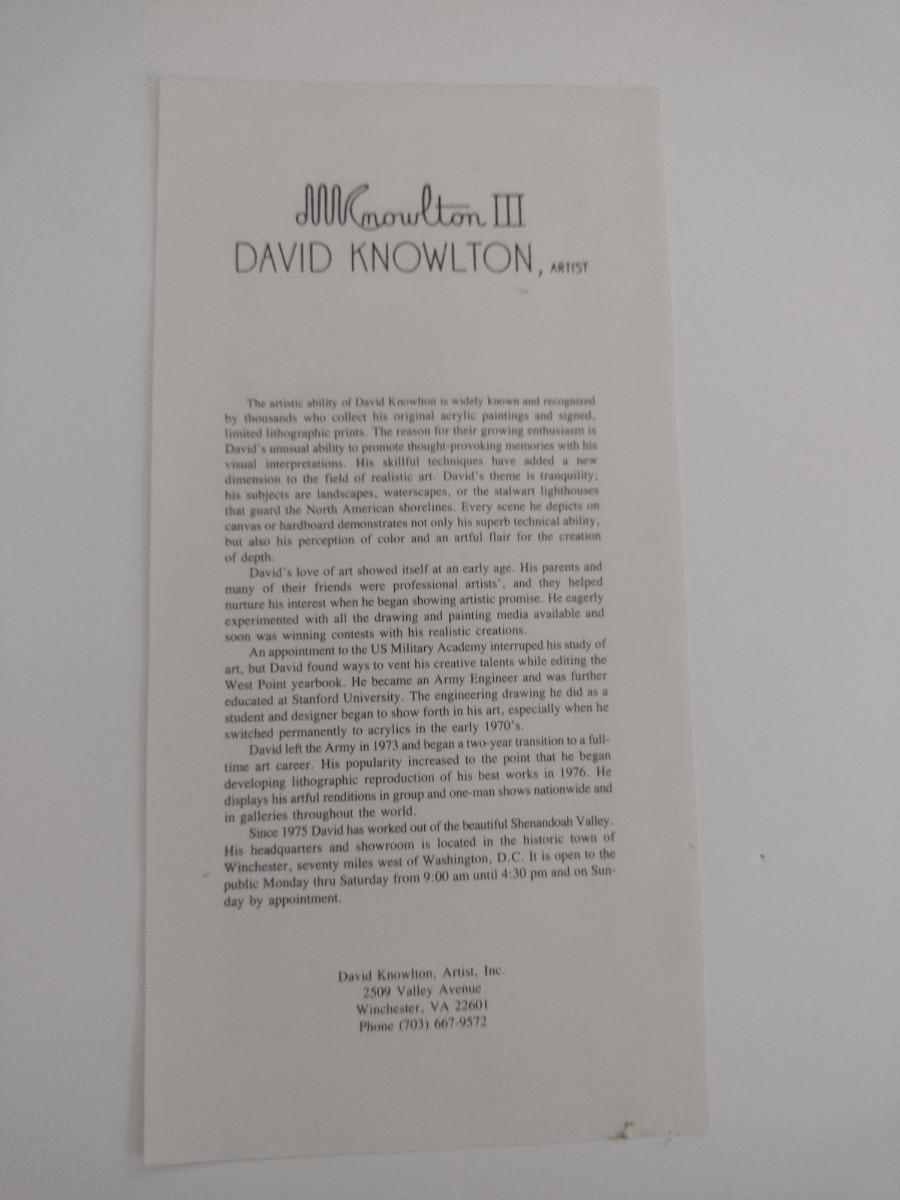 Knowlton III
DAVID KNOWLTON, ARTIST
The artistic ability of David Knowlton is widely known and recognized
by thousands who collect his original acrylic paintings and signed,
limited lithographic prints. The reason for their growing enthusiasm is
David's unusual ability to promote thought-provoking memories with his
visual interpretations. His skillful techniques have added a new
dimension to the field of realistic art. David's theme is tranquility;
his subjects are landscapes, waterscapes, or the stalwart lighthouses
that guard the North American shorelines. Every scene he depicts on
canvas or hardboard demonstrates not only his superb technical ability,
but also his perception of color and an artful flair for the creation
of depth.
David's love of art showed itself at an early age. His parents and
many of their friends were professional artists', and they helped
nurture his interest when he began showing artistic promise. He eagerly
experimented with all the drawing and painting media available and
soon was winning contests with his realistic creations.
An appointment to the US Military Academy interruped his study of
art, but David found ways to vent his creative talents while editing the
West Point yearbook. He became an Army Engineer and was further
educated at Stanford University. The engineering drawing he did as a
student and designer began to show forth in his art, especially when he
switched permanently to acrylics in the early 1970's.
David left the Army in 1973 and began a two-year transition to a full-
time art career. His popularity increased to the point that he began
developing lithographic reproduction of his best works in 1976. He
displays his artful renditions in group and one-man shows nationwide and
in galleries throughout the world.
Since 1975 David has worked out of the beautiful Shenandoah Valley.
His headquarters and showroom is located in the historic town of
Winchester, seventy miles west of Washington, D.C. It is open to the
public Monday thru Saturday from 9:00 am until 4:30 pm and on Sun-
day by appointment.
David Knowlton, Artist, Inc.
2509 Valley Avenue
Winchester, VA 22601
Phone (703) 667-9572